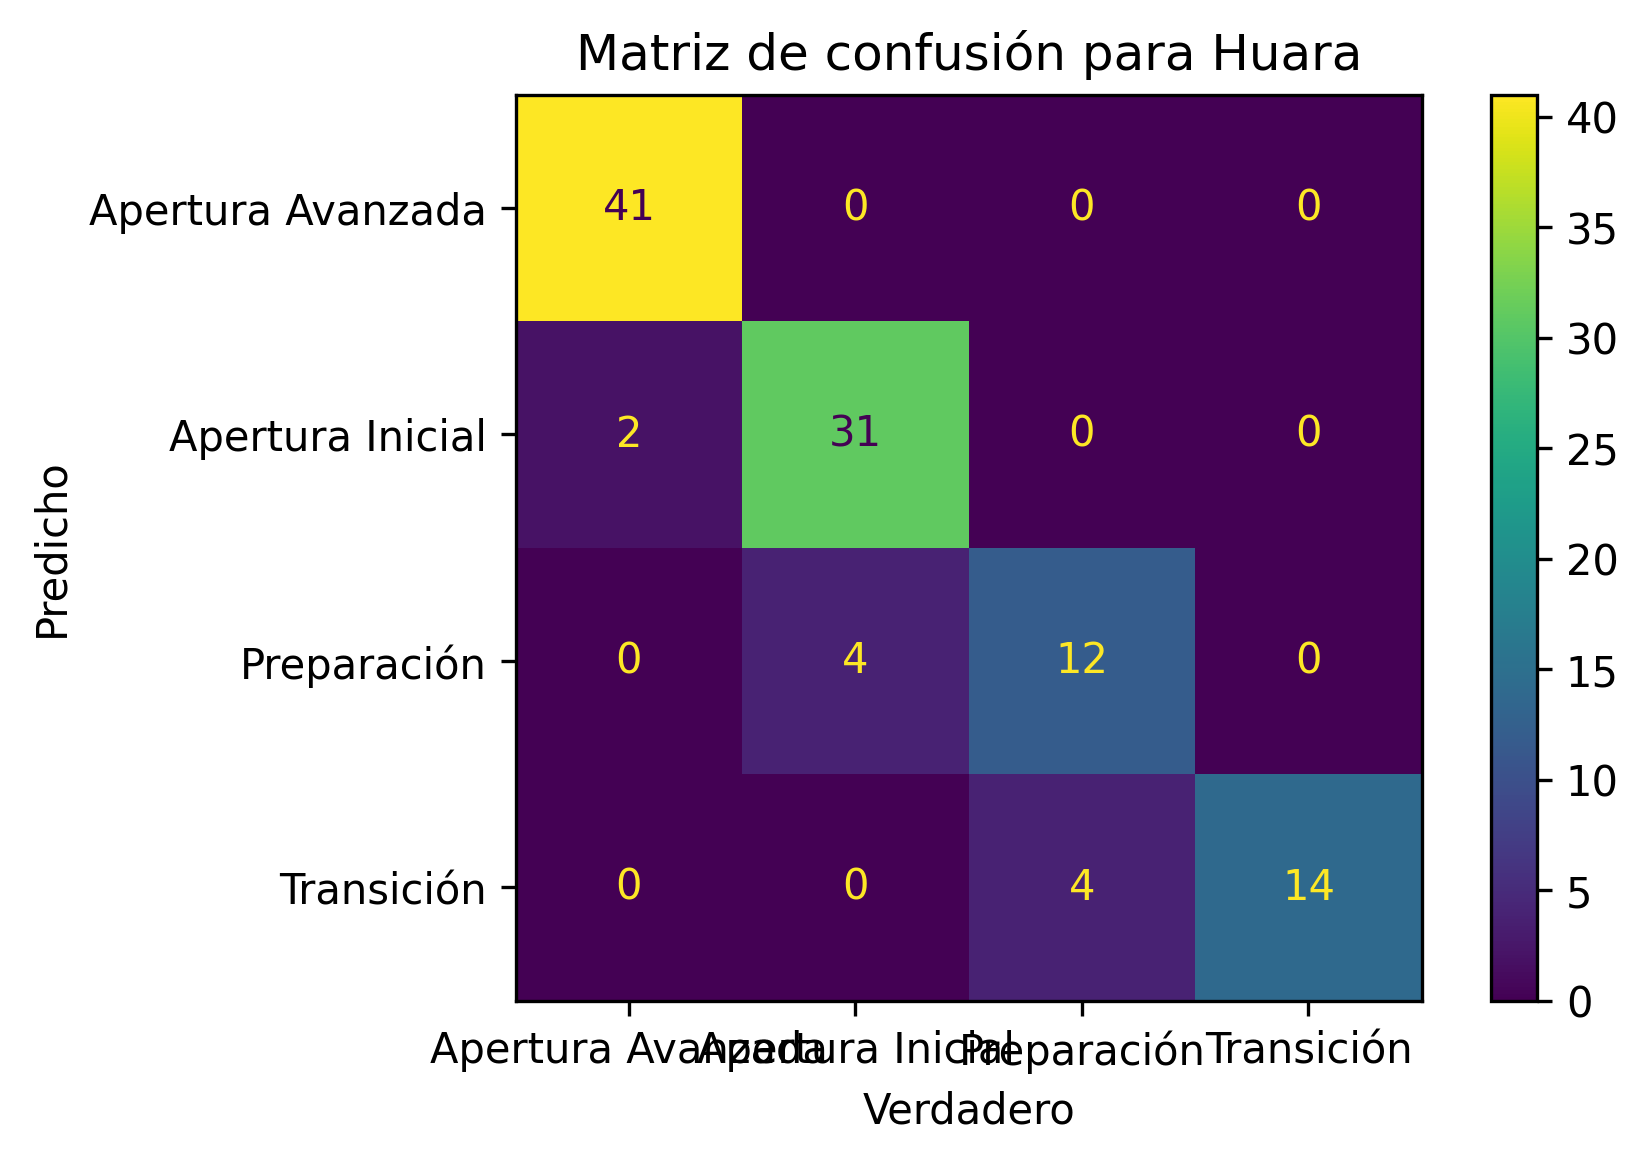 Matriz de confusión para Huara
Apertura Avanzada 41 0 0 0
Apertura Inicial 2 31 0 0
Preparación 0 4 12 0
Transición 0 0 4 14
Predicho
Apertura Avanzada Apertura Inicial Preparación Transición
Verdadero
40
35
30
25
20
15
10
5
0